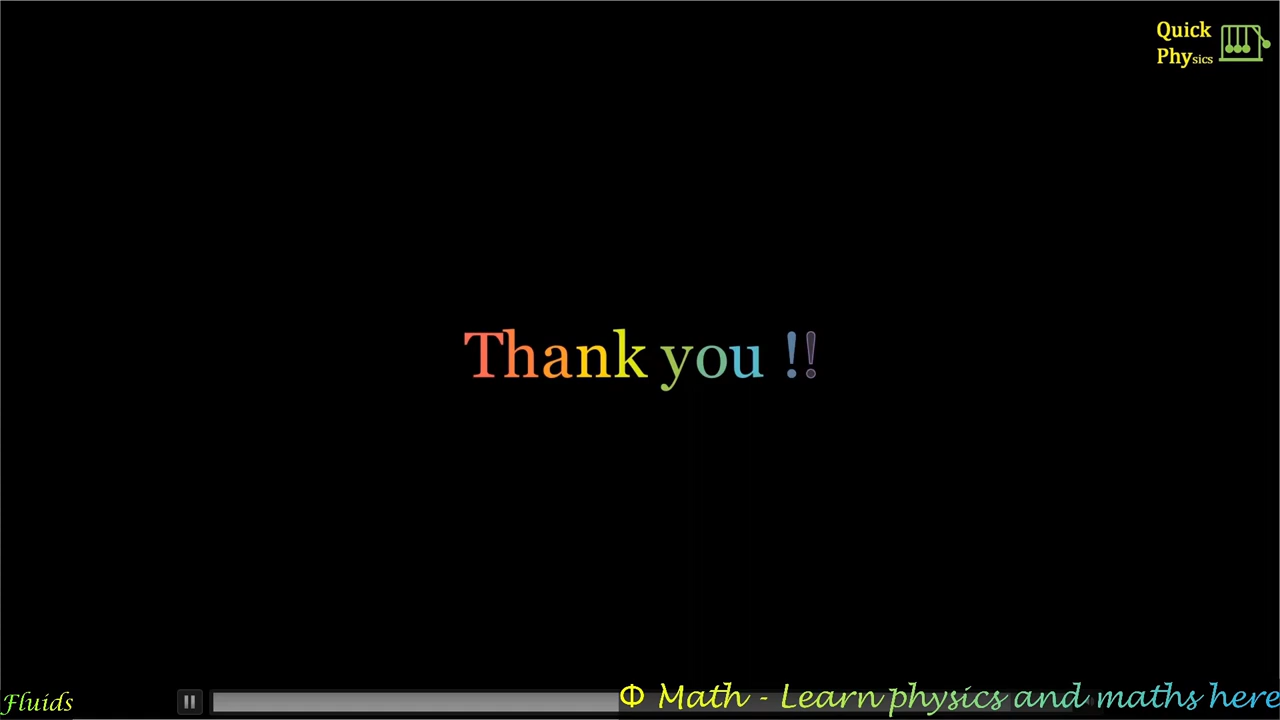 Quick
Physics
Thank you !!
Fluids
Φ Math - Learn physics and maths here